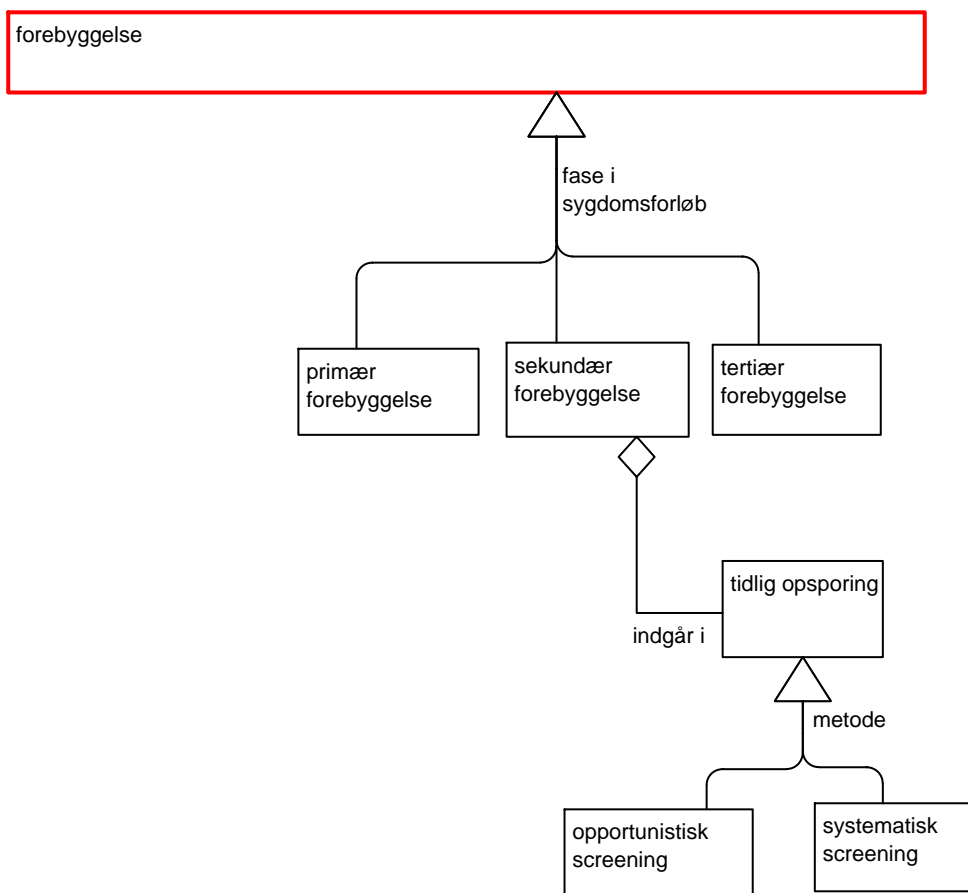 forebyggelse
fase i
sygdomsforløb
primær
forebyggelse
sekundær
forebyggelse
tertiær
forebyggelse
tidlig opsporing
indgår i
metode
opportunistisk
screening
systematisk
screening